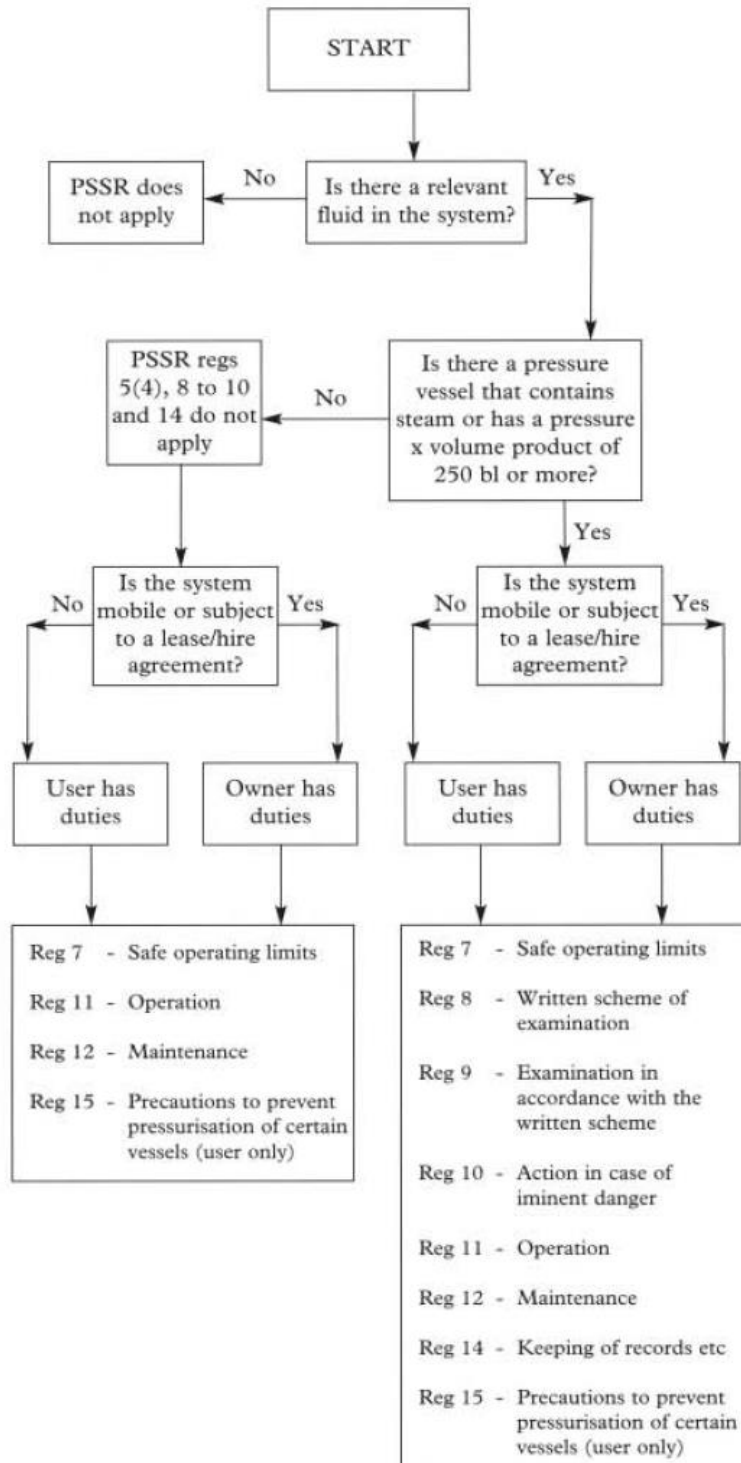 START
No
Yes
PSSR does
not apply
Is there a relevant
fluid in the system?
PSSR regs
5(4), 8 to 10
and 14 do not
apply
No
Is there a pressure
vessel that contains
steam or has a pressure
x volume product of
250 bl or more?
Yes
No
Is the system
mobile or subject
to a lease/hire
agreement?
Yes
No
Is the system
mobile or subject
to a lease/hire
agreement?
Yes
User has
duties
Owner has
duties
User has
duties
Owner has
duties
Reg 7 - Safe operating limits
Reg 11 - Operation
Reg 12 - Maintenance
Reg 15 - Precautions to prevent
pressurisation of certain
vessels (user only)
Reg 7 - Safe operating limits
Reg 8 - Written scheme of
examination
Reg 9 - Examination in
accordance with the
written scheme
Reg 10 - Action in case of
iminent danger
Reg 11 - Operation
Reg 12 - Maintenance
Reg 14 - Keeping of records etc
Reg 15 - Precautions to prevent
pressurisation of certain
vessels (user only)